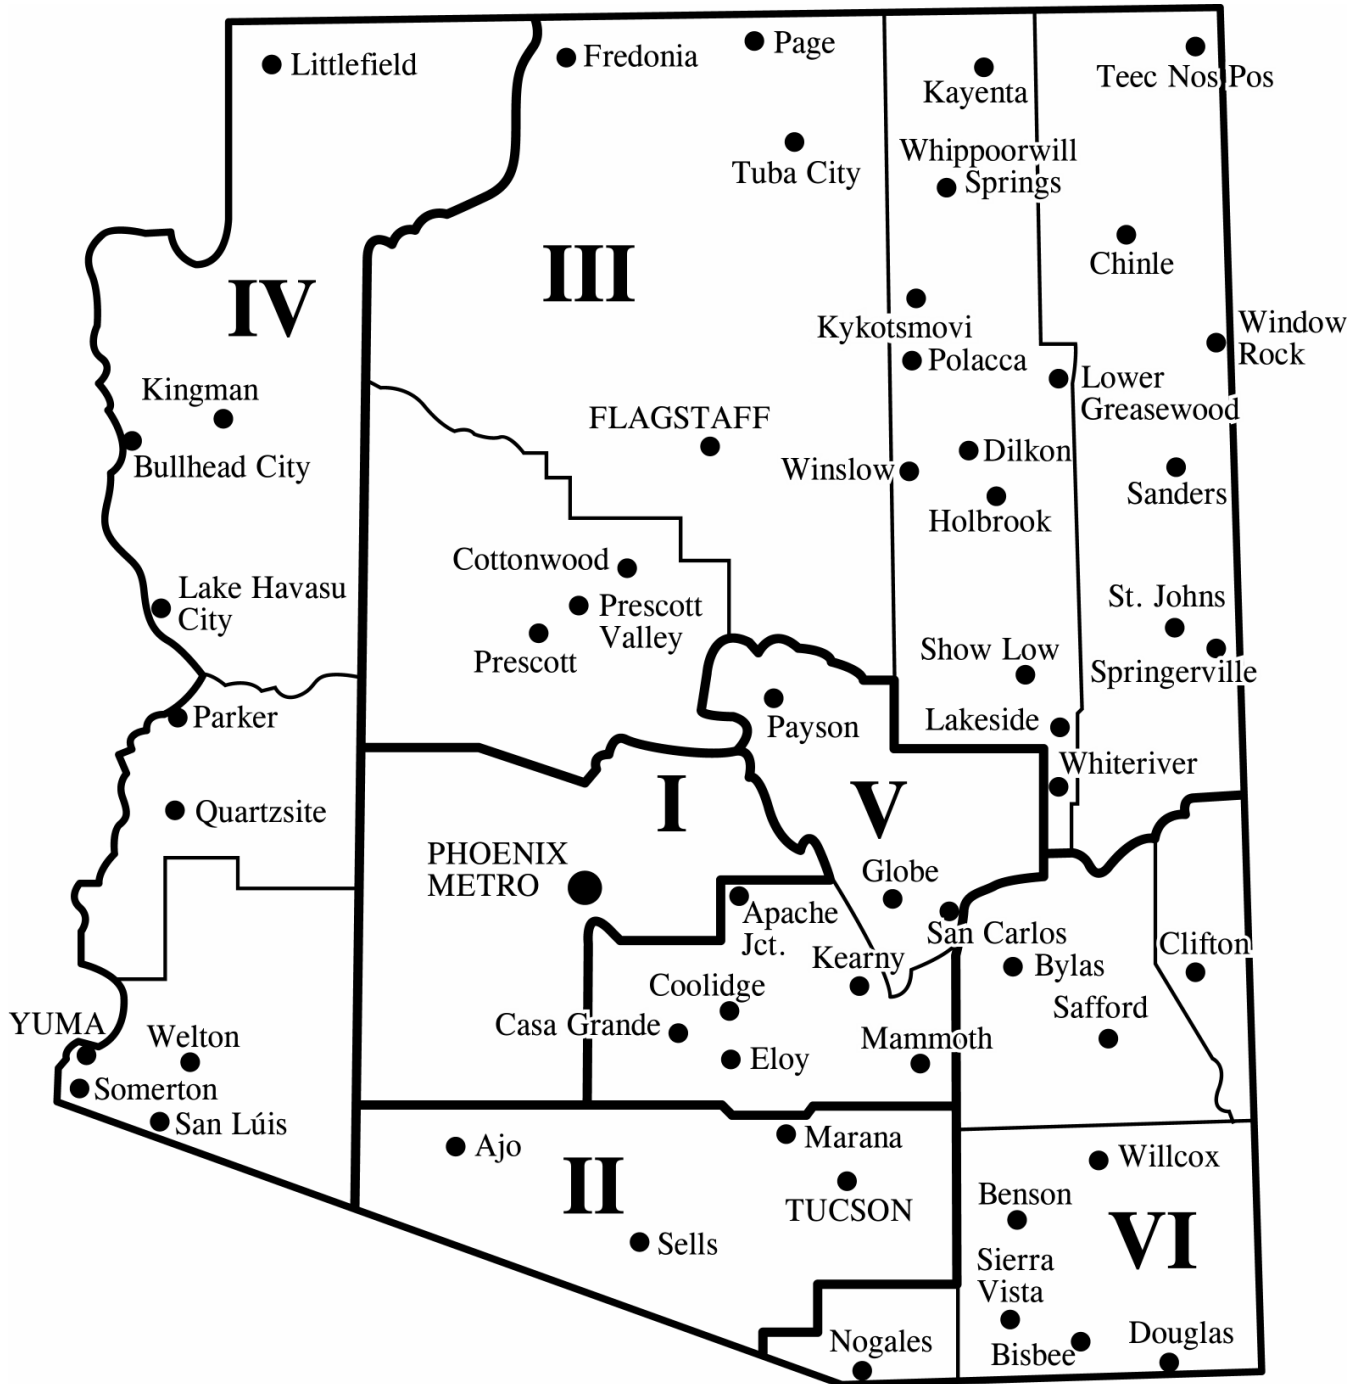 Littlefield
Fredonia
Page
Kayenta
Teec Nos Pos
Tuba City
Whippoorwill
Springs
Chinle
III
IV
Kykotsmovi
Window
Rock
Polacca
Lower
Greasewood
Kingman
FLAGSTAFF
Dilkon
Bullhead City
Winslow
Sanders
Holbrook
Cottonwood
Lake Havasu
City
St. Johns
Prescott
Valley
Prescott
Show Low
Springerville
Parker
Payson
Lakeside
Whiteriver
I
V
Quartzsite
PHOENIX
METRO
Globe
Apache
Jct.
San Carlos
Clifton
Kearny
Bylas
Coolidge
Safford
YUMA
Welton
Casa Grande
Mammoth
Eloy
Somerton
San Lúis
Ajo
Marana
II
Willcox
TUCSON
Benson
VI
Sells
Sierra
Vista
Nogales
Bisbee
Douglas